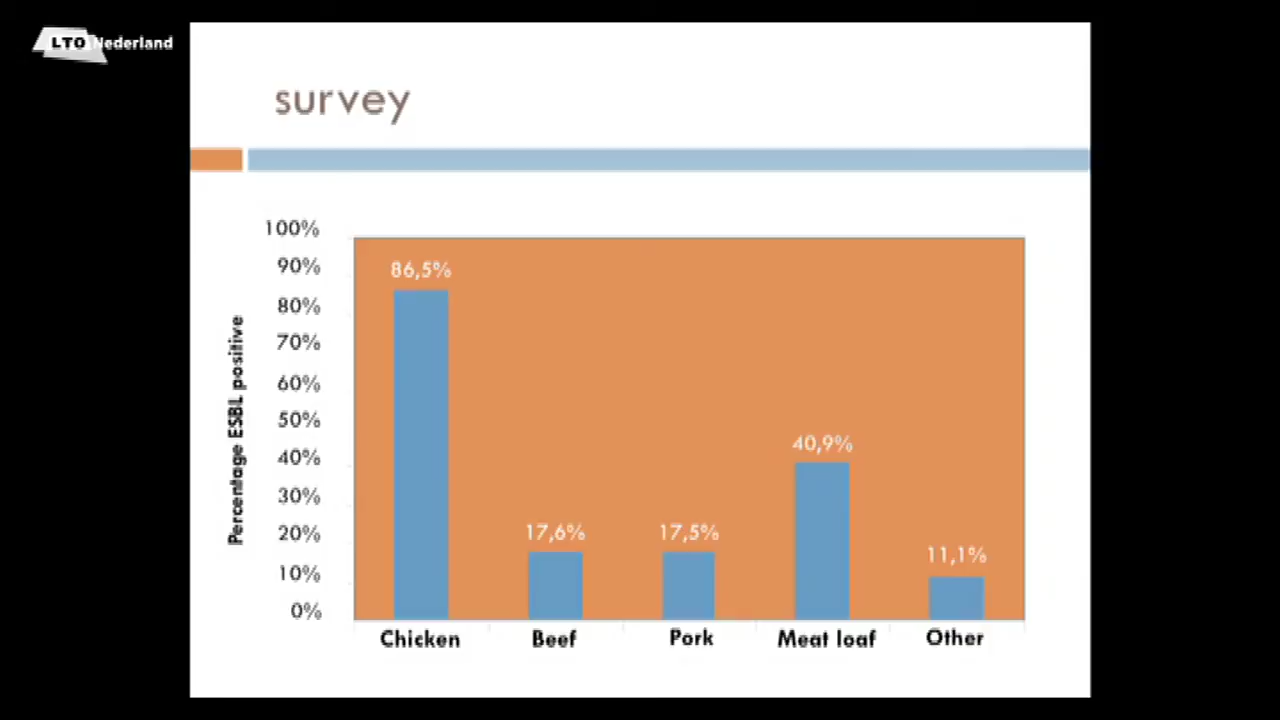 LTO Nederland
survey
100%
90%
80%
70%
60%
50%
40%
30%
20%
10%
0%
Percentage ESBL positive
86,5%
17,6%
17,5%
40,9%
11,1%
Chicken
Beef
Pork
Meat loaf
Other